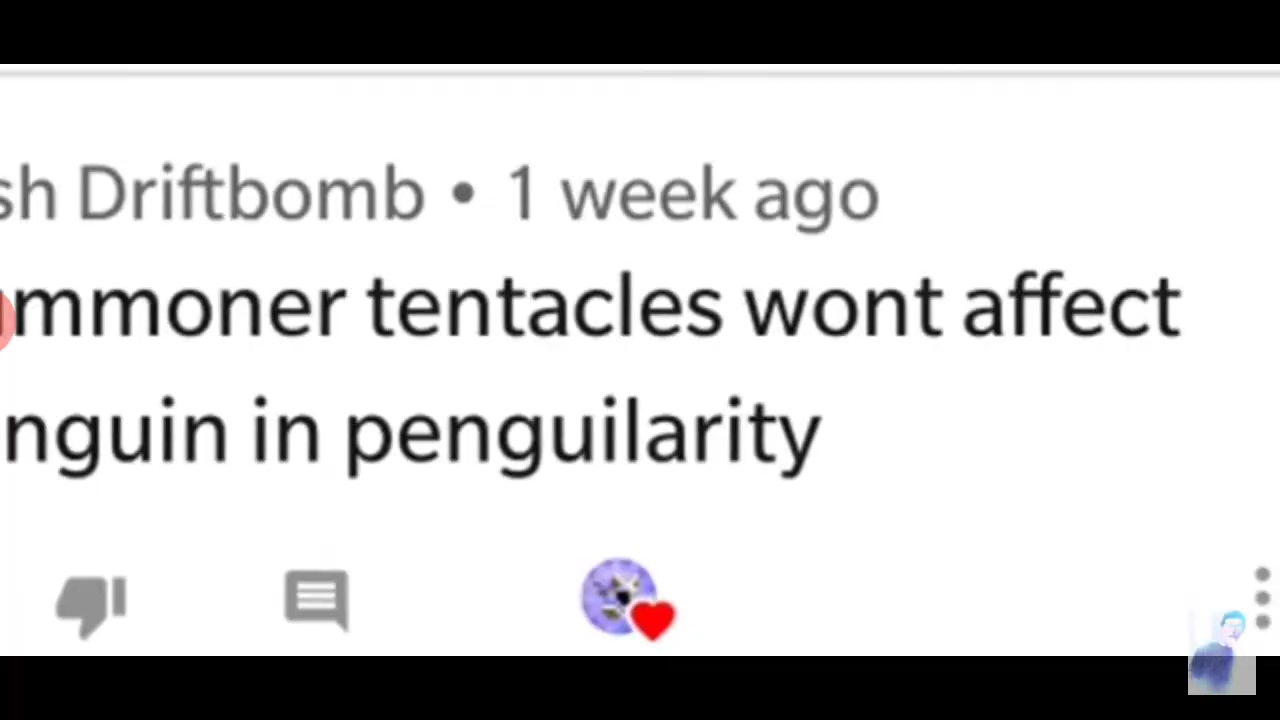 sh Driftbomb • 1 week ago
mmoner tentacles wont affect
nguin in penguilarity